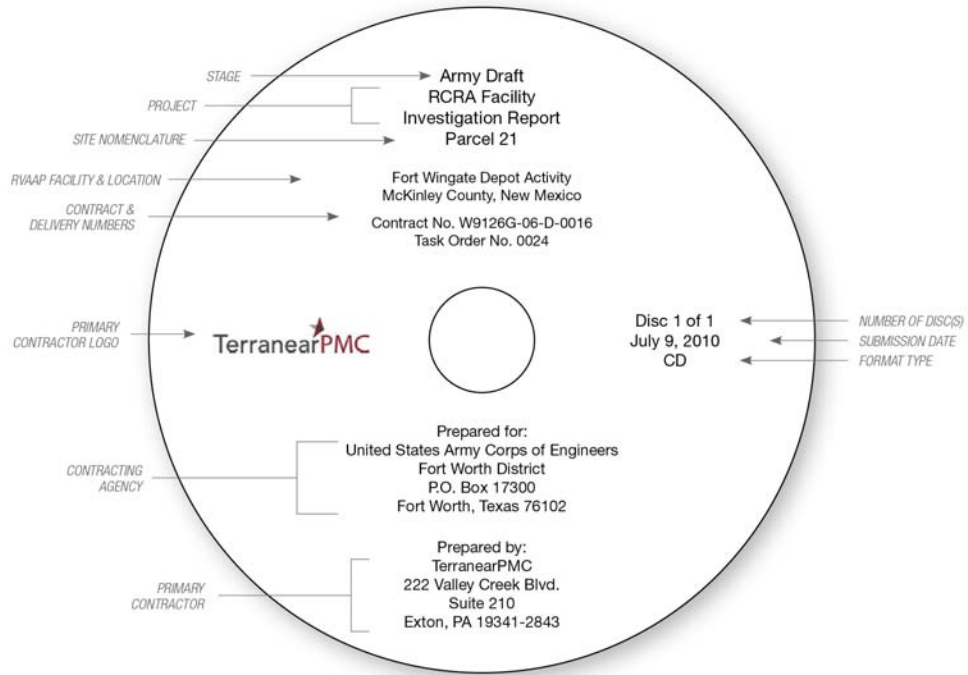 STAGE
Army Draft
PROJECT
RCRA Facility
Investigation Report
SITE NOMENCLATURE
Parcel 21
RVAAP FACILITY & LOCATION
Fort Wingate Depot Activity
McKinley County, New Mexico
CONTRACT &
DELIVERY NUMBERS
Contract No. W9126G-06-D-0016
Task Order No. 0024
PRIMARY
CONTRACTOR LOGO
TerranearPMC
Disc 1 of 1
July 9, 2010
CD
NUMBER OF DISC(S)
SUBMISSION DATE
FORMAT TYPE
CONTRACTING
AGENCY
Prepared for:
United States Army Corps of Engineers
Fort Worth District
P.O. Box 17300
Fort Worth, Texas 76102
PRIMARY
CONTRACTOR
Prepared by:
TerranearPMC
222 Valley Creek Blvd.
Suite 210
Exton, PA 19341-2843